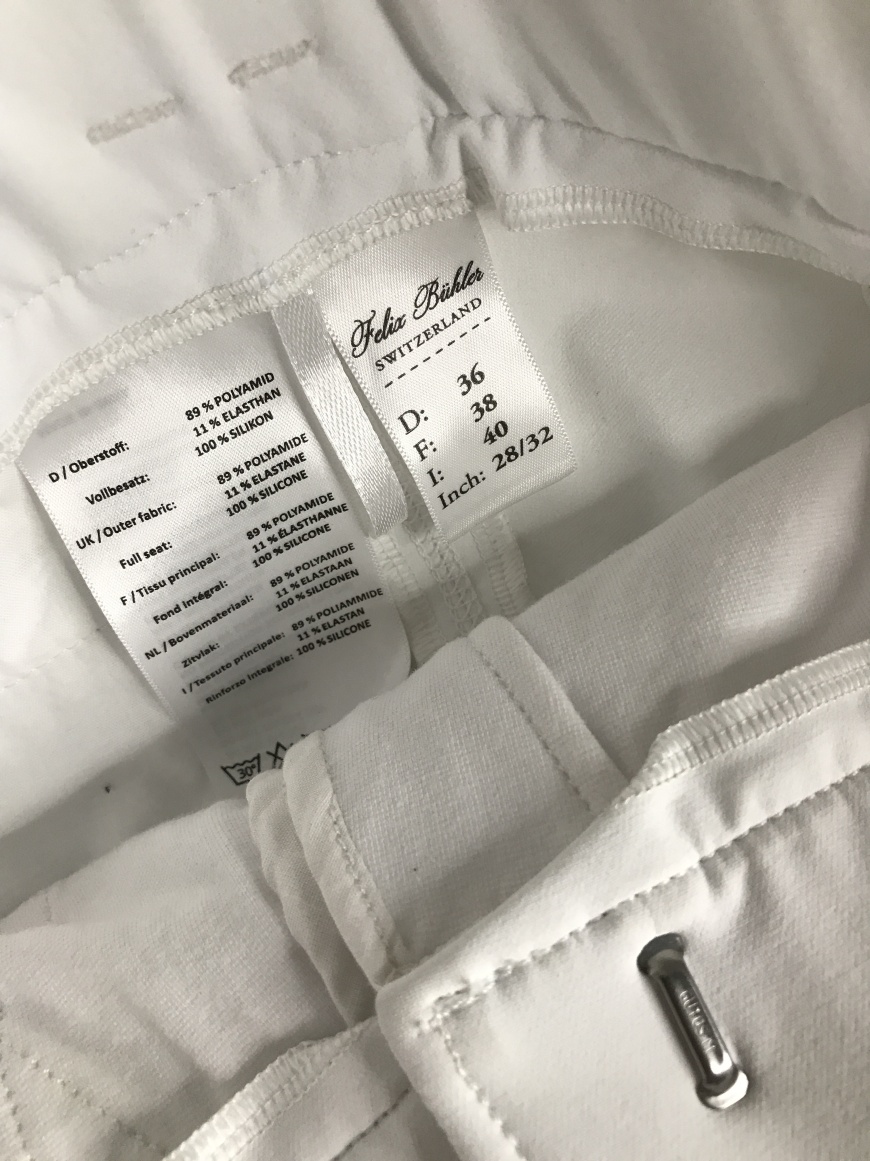 Felix Bühler
SWITZERLAND
D: 36
F: 38
I: 40
Inch: 28/32
D / Oberstoff: 89 % POLYAMID
11 % ELASTHAN
Vollbesatz: 100 % SILIKON
UK / Outer fabric: 89 % POLYAMIDE
11 % ELASTANE
Full seat: 100 % SILICONE
F / Tissu principal: 89 % POLYAMIDE
11 % ÉLASTHANNE
Fond intégral: 100 % SILICONE
NL / Bovenmateriaal: 89 % POLYAMIDE
11 % ELASTAAN
Zitvlak: 100 % SILICONEN
I / Tessuto principale: 89 % POLIAMMIDE
11 % ELASTAN
Rinforzo integrale: 100 % SILICONE
30°